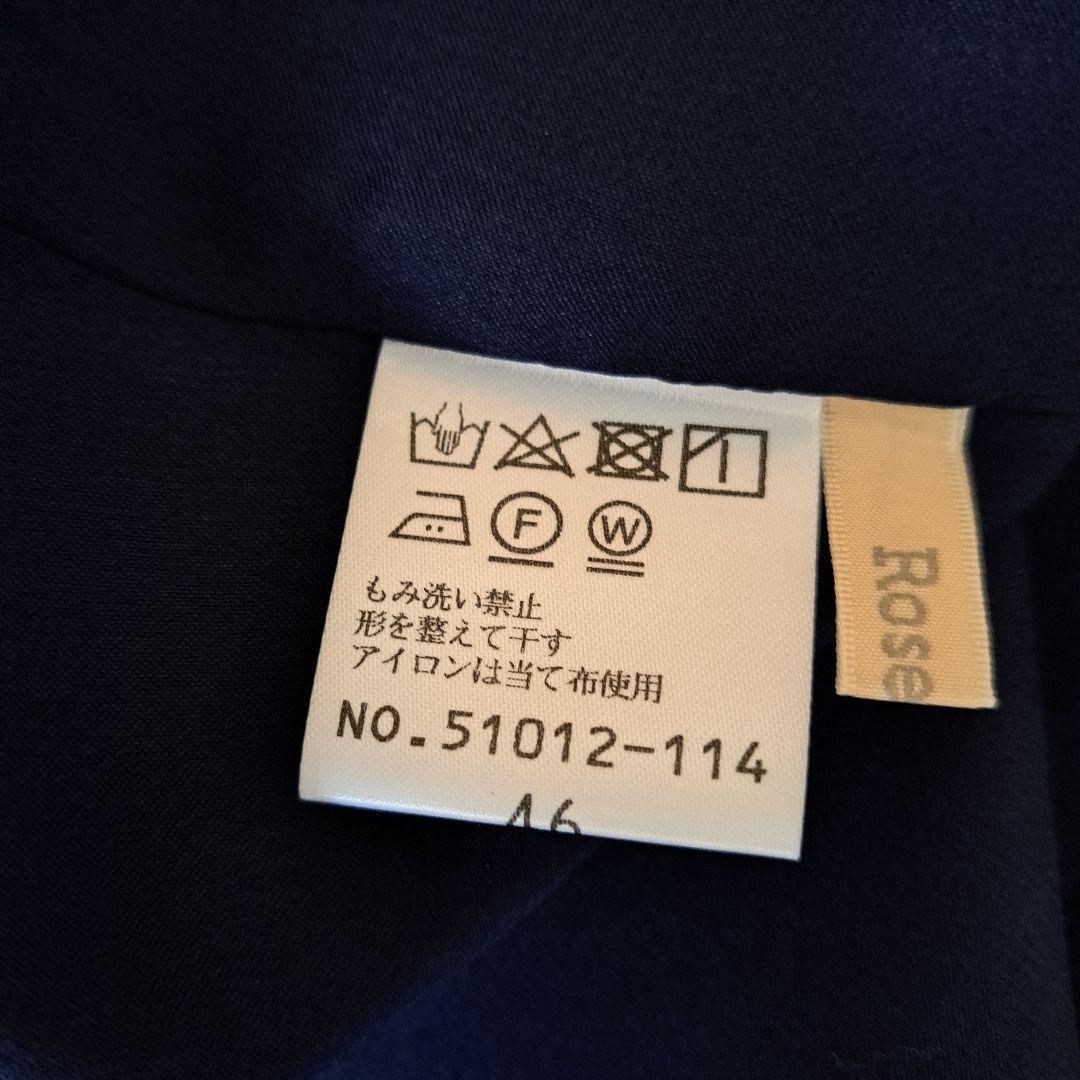 F W
もみ洗い禁止
形を整えて干す
アイロンは当て布使用
NO.51012-114
46
Rose